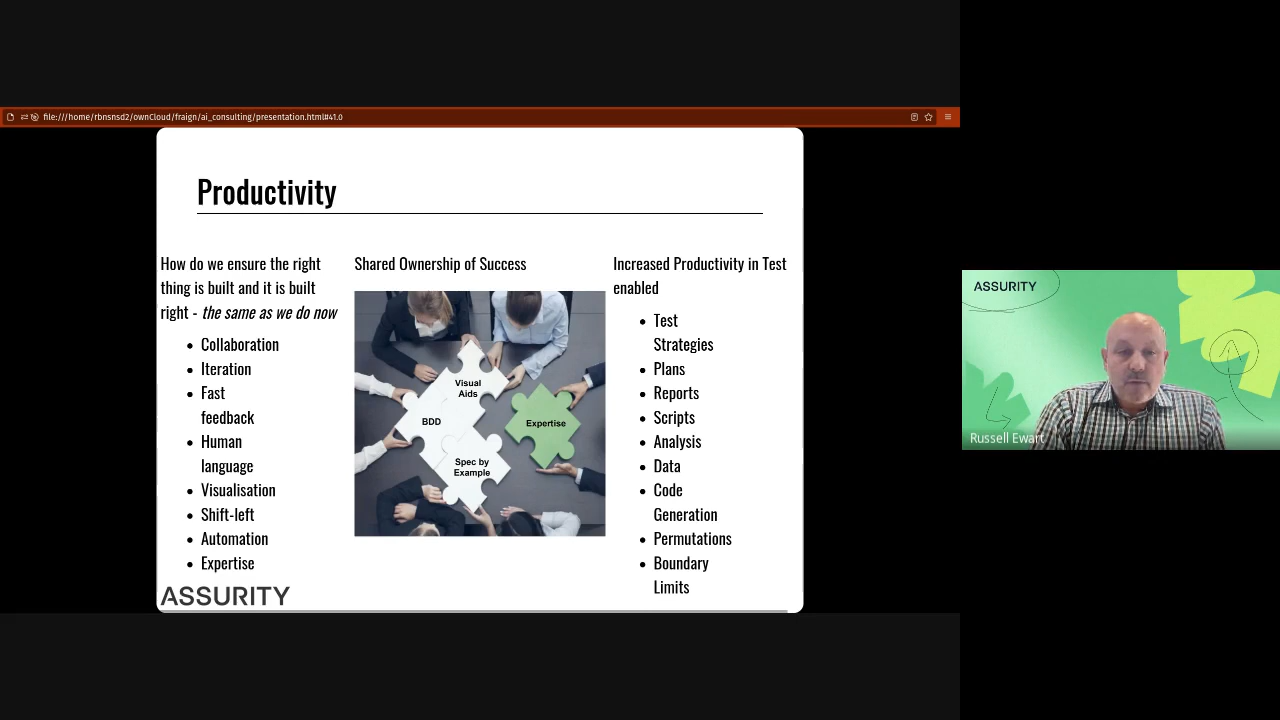 file:///home/rbnsnsd2/ownCloud/fraign/ai_consulting/presentation.html#41.0
Productivity
How do we ensure the right
thing is built and it is built
right - the same as we do now
Collaboration
Iteration
Fast
feedback
Human
language
Visualisation
Shift-left
Automation
Expertise
Shared Ownership of Success
Visual
Aids
BDD
Expertise
Spec by
Example
Increased Productivity in Test
enabled
Test
Strategies
Plans
Reports
Scripts
Analysis
Data
Code
Generation
Permutations
Boundary
Limits
ASSURITY
ASSURITY
Russell Ewart